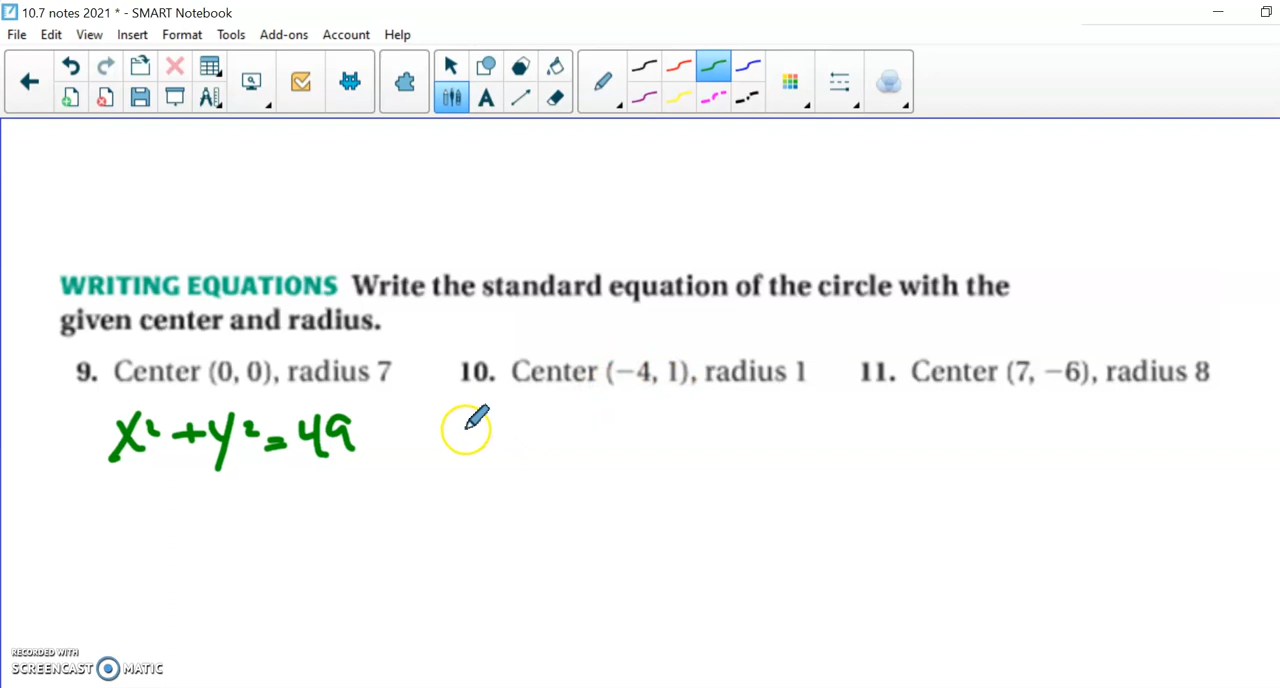 10.7 notes 2021 * - SMART Notebook
File Edit View Insert Format Tools Add-ons Account Help
WRITING EQUATIONS Write the standard equation of the circle with the
given center and radius.
9. Center (0, 0), radius 7 10. Center (−4, 1), radius 1 11. Center (7, −6), radius 8
x² + y² = 49
RECORDED WITH
SCREENCAST MATIC